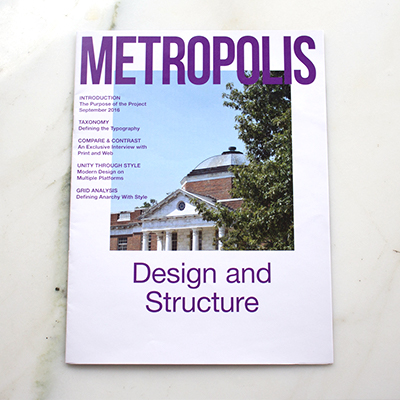 METROPOLIS
INTRODUCTION
The Purpose of the Project
September 2016
TAXONOMY
Defining the Typography
COMPARE & CONTRAST
An Exclusive Interview with
Print and Web
UNITY THROUGH STYLE
Modern Design on
Multiple Platforms
GRID ANALYSIS
Defining Anarchy With Style
Design and
Structure